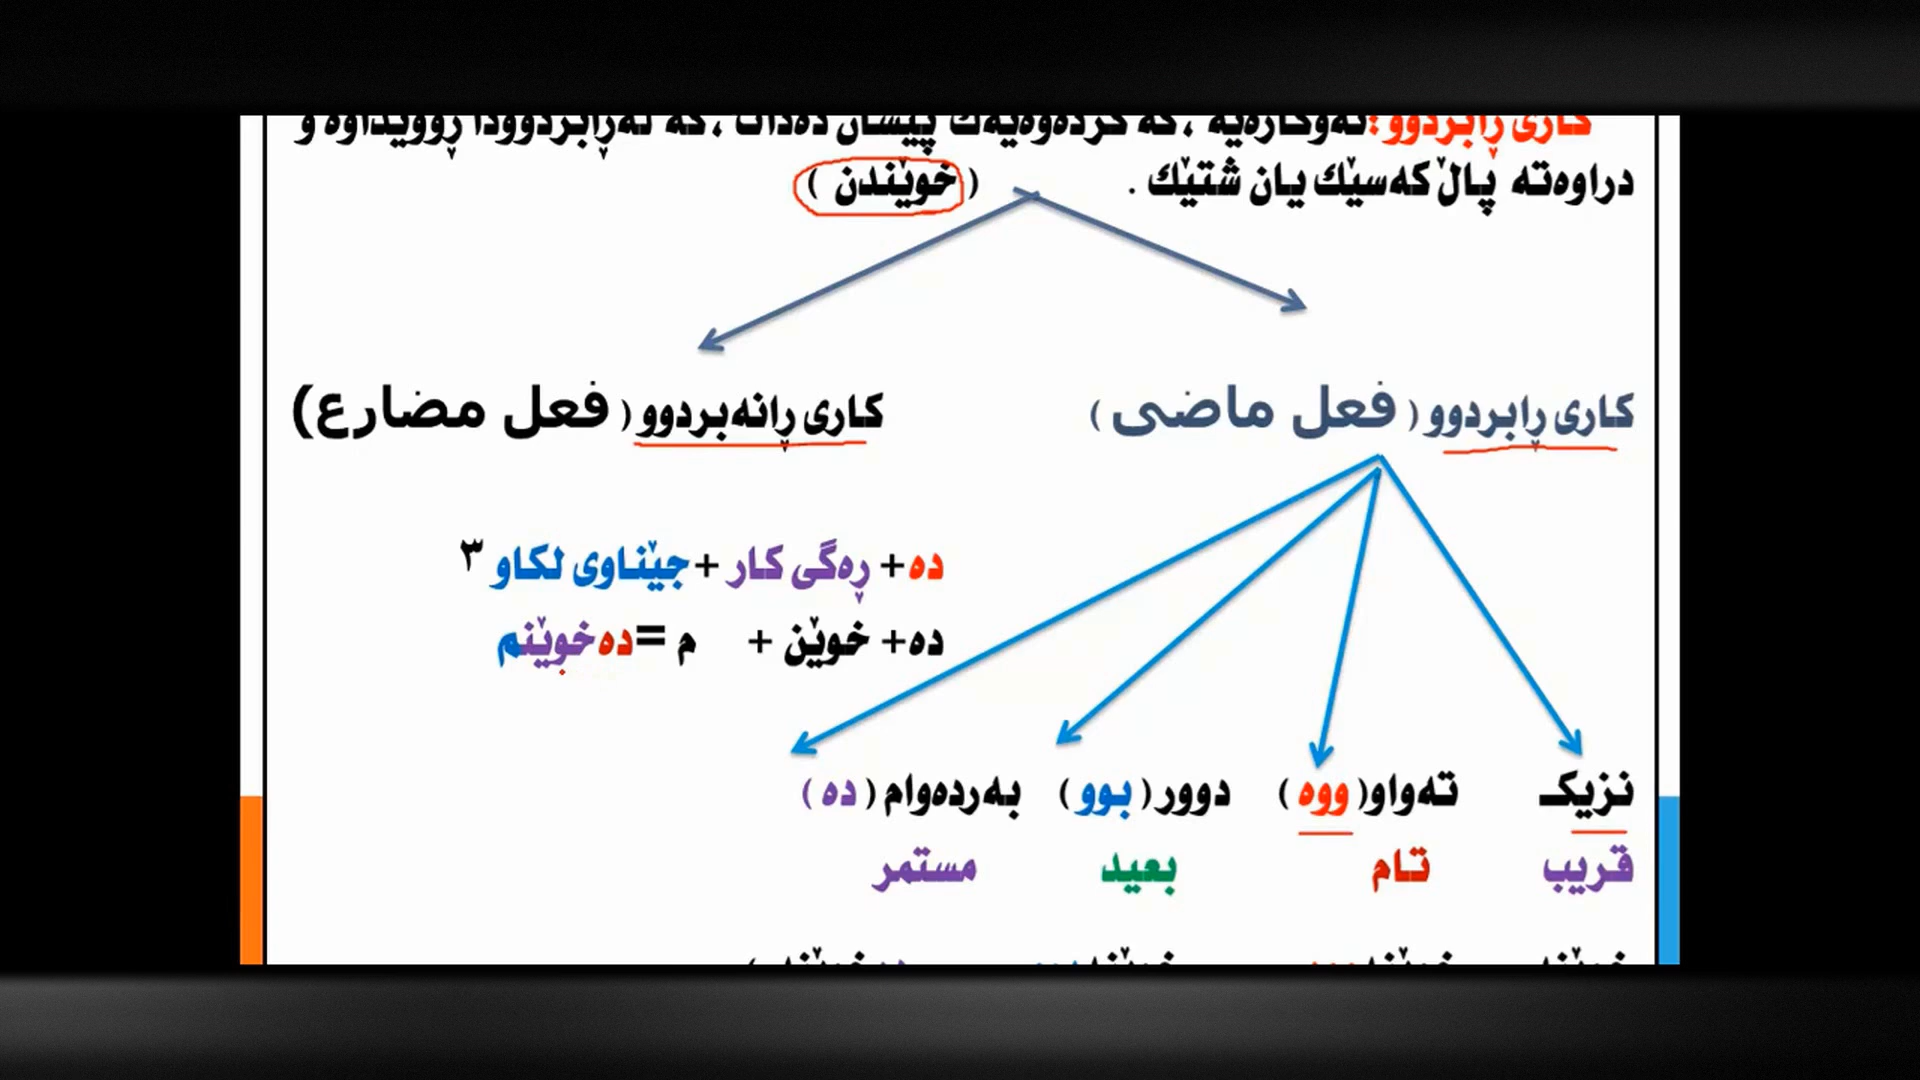 کاری ڕابردوو: ئەوکارەیە ، کە کردەوەیەک پیشان دەدات ، کە لەڕابردوودا ڕوویداوە و
دراوەتە پاڵ کەسێک یان شتێک . ( خوێندن )
کاری ڕابردوو ( فعل ماضی ) کاری ڕانەبردوو ( فعل مضارع)
دە+ ڕەگی کار +جێناوی لکاو ٣
دە+ خوێن + م =دەخوێنم
نزیک تەواو( ووە ) دوور( بوو ) بەردەوام ( دە )
قریب تام بعید مستمر